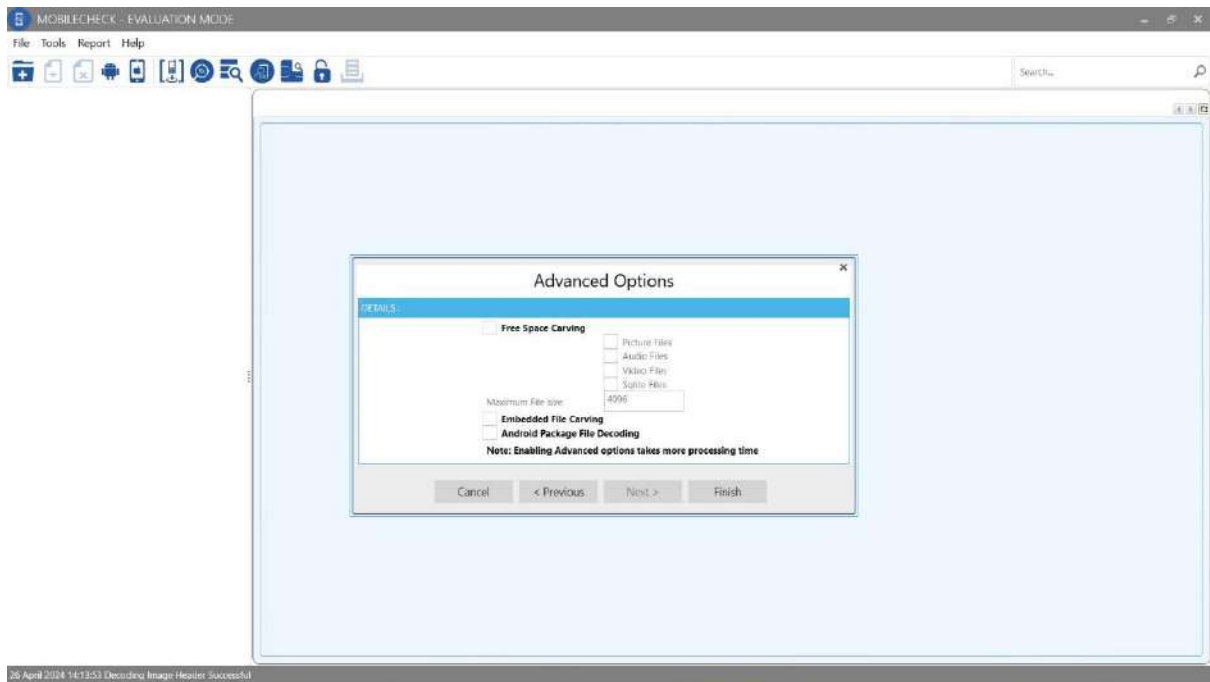 MOBILECHECK - EVALUATION MODE
File Tools Report Help
Search...
Advanced Options
DETAILS :
Free Space Carving
Picture Files
Audio Files
Video Files
Sqlite Files
Maximum File size 4096
Embedded File Carving
Android Package File Decoding
Note: Enabling Advanced options takes more processing time
Cancel < Previous Next > Finish
26 April 2024 14:13:53 Decoding Image Header Successful